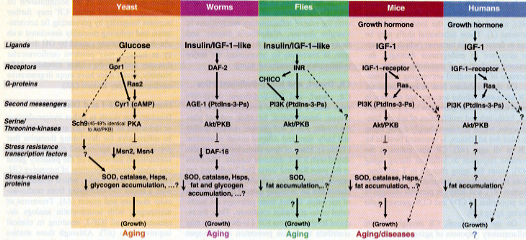 Yeast Worms Flies Mice Humans
Growth hormone Growth hormone
Ligands Glucose Insulin/IGF-1–like Insulin/IGF-1–like IGF-1 IGF-1
Receptors Gpr1 DAF-2 INR IGF-1–receptor IGF-1–receptor
G-proteins Ras2 CHICO Ras Ras
Second messengers Cyr1 (cAMP) AGE-1 (PtdIns-3-Ps) PI3K (PtdIns-3-Ps) PI3K (PtdIns-3-Ps) PI3K (PtdIns-3-Ps)
? ? ?
Serine/
Threonine-kinases Sch9 (45-49% identical to Akt/PKB) PKA Akt/PKB Akt/PKB Akt/PKB Akt/PKB
Stress resistance
transcription factors ? Msn2, Msn4 DAF-16 ? ? ?
Stress-resistance
proteins SOD, catalase, Hsps,
glycogen accumulation, ...? SOD, catalase, Hsps,
fat and glycogen
accumulation, ...? SOD,
fat accumulation,..? SOD, catalase, Hsps
fat accumulation...? ?
fat accumulation..?
? ? ?
(Growth) (Growth) (Growth) (Growth) (Growth)
Aging Aging Aging Aging/diseases ?